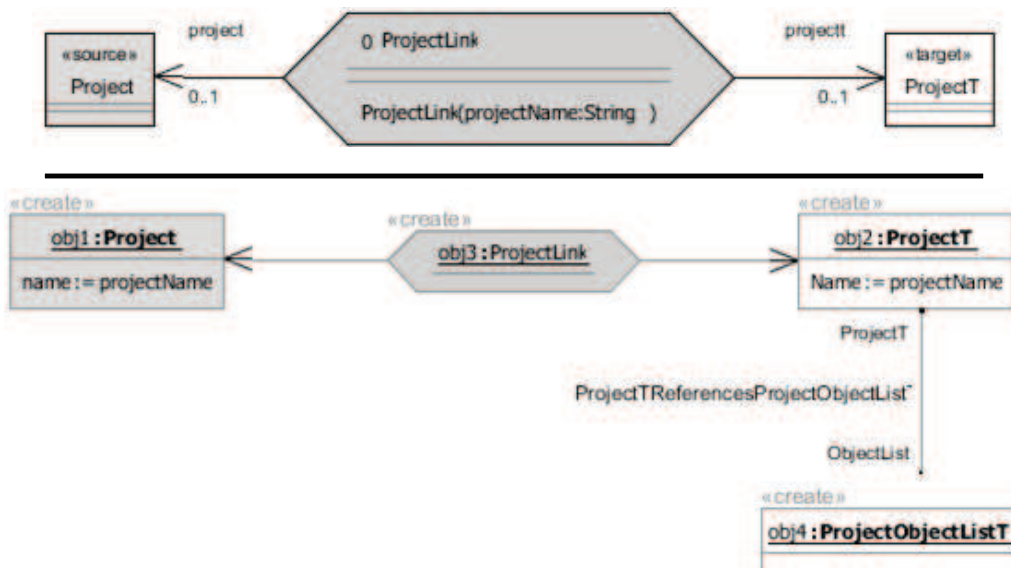 project
projectt
«source»
Project
0..1
0 ProjectLink
ProjectLink(projectName:String )
«target»
ProjectT
0..1
«create»
obj1 :Project
name := projectName
«create»
obj3 :ProjectLink
«create»
obj2 :ProjectT
Name := projectName
ProjectT
ProjectTReferencesProjectObjectList
ObjectList
«create»
obj4 :ProjectObjectListT